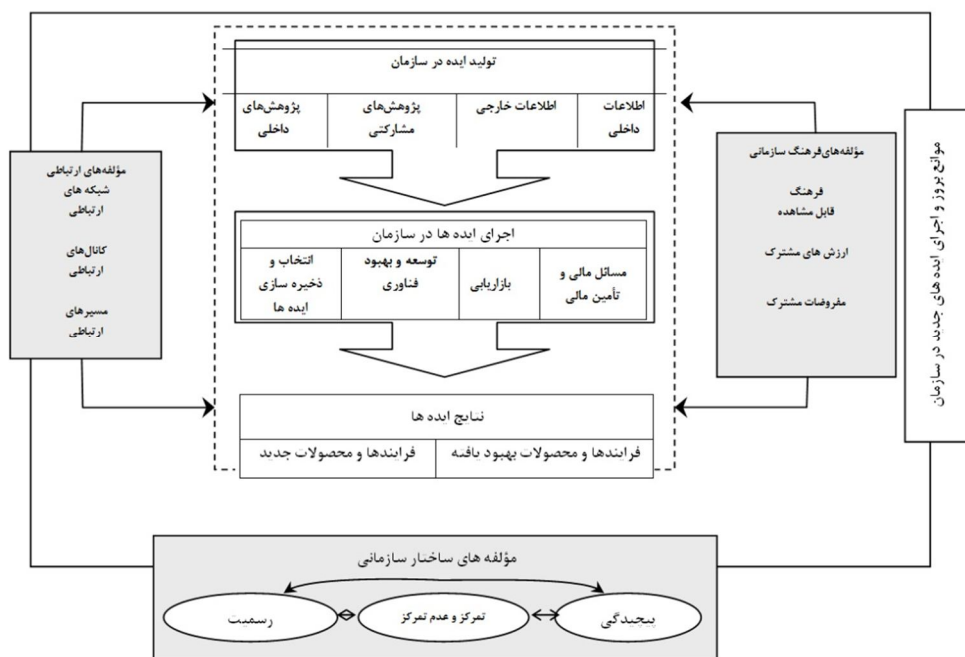 تولید ایده در سازمان
اطلاعات
داخلی
اطلاعات خارجی
پژوهش‌های
مشارکتی
پژوهش‌های
داخلی
اجرای ایده ها در سازمان
مسائل مالی و
تأمین مالی
بازاریابی
توسعه و بهبود
فناوری
انتخاب و
ذخیره سازی
ایده ها
نتایج ایده ها
فرایندها و محصولات بهبود یافته
فرایندها و محصولات جدید
موانع بروز و اجرای ایده های جدید در سازمان
مؤلفه‌های فرهنگ سازمانی
فرهنگ
قابل مشاهده
ارزش های مشترک
مفروضات مشترک
مؤلفه‌های ارتباطی
شبکه های
ارتباطی
کانال‌های
ارتباطی
مسیرهای
ارتباطی
مؤلفه های ساختار سازمانی
پیچیدگی
تمرکز و عدم تمرکز
رسمیت